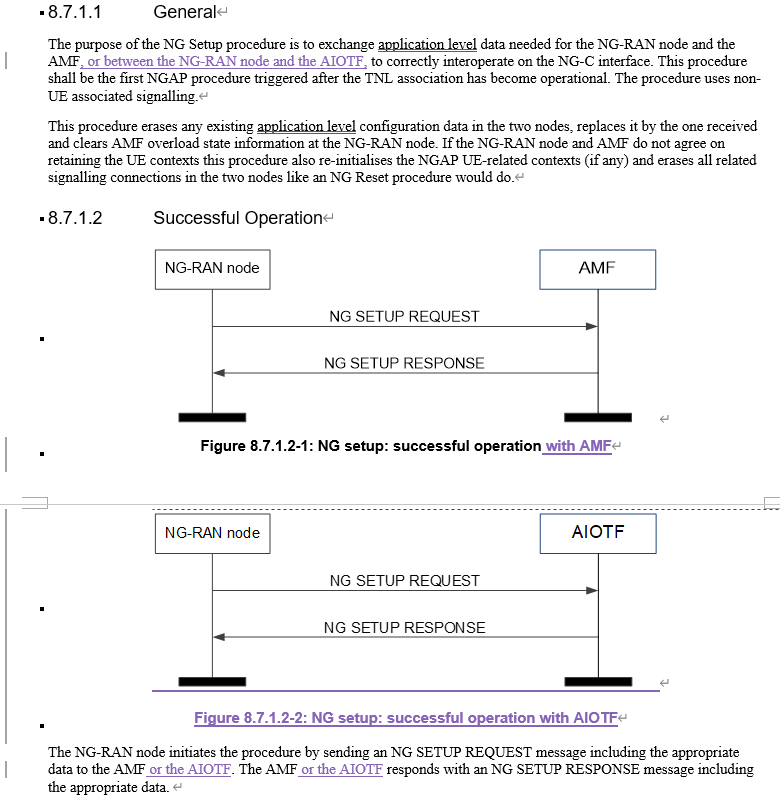 8.7.1.1 General
The purpose of the NG Setup procedure is to exchange application level data needed for the NG-RAN node and the
AMF, or between the NG-RAN node and the AIOTF, to correctly interoperate on the NG-C interface. This procedure
shall be the first NGAP procedure triggered after the TNL association has become operational. The procedure uses non-
UE associated signalling.
This procedure erases any existing application level configuration data in the two nodes, replaces it by the one received
and clears AMF overload state information at the NG-RAN node. If the NG-RAN node and AMF do not agree on
retaining the UE contexts this procedure also re-initialises the NGAP UE-related contexts (if any) and erases all related
signalling connections in the two nodes like an NG Reset procedure would do.
8.7.1.2 Successful Operation
NG-RAN node
AMF
NG SETUP REQUEST
NG SETUP RESPONSE
Figure 8.7.1.2-1: NG setup: successful operation with AMF
NG-RAN node
AIOTF
NG SETUP REQUEST
NG SETUP RESPONSE
Figure 8.7.1.2-2: NG setup: successful operation with AIOTF
The NG-RAN node initiates the procedure by sending an NG SETUP REQUEST message including the appropriate
data to the AMF or the AIOTF. The AMF or the AIOTF responds with an NG SETUP RESPONSE message including
the appropriate data.